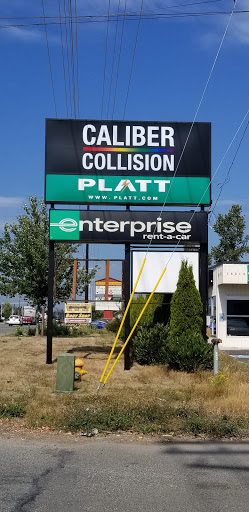 CALIBER
COLLISION
PLATT
WWW.PLATT.COM
enterprise
rent-a-car